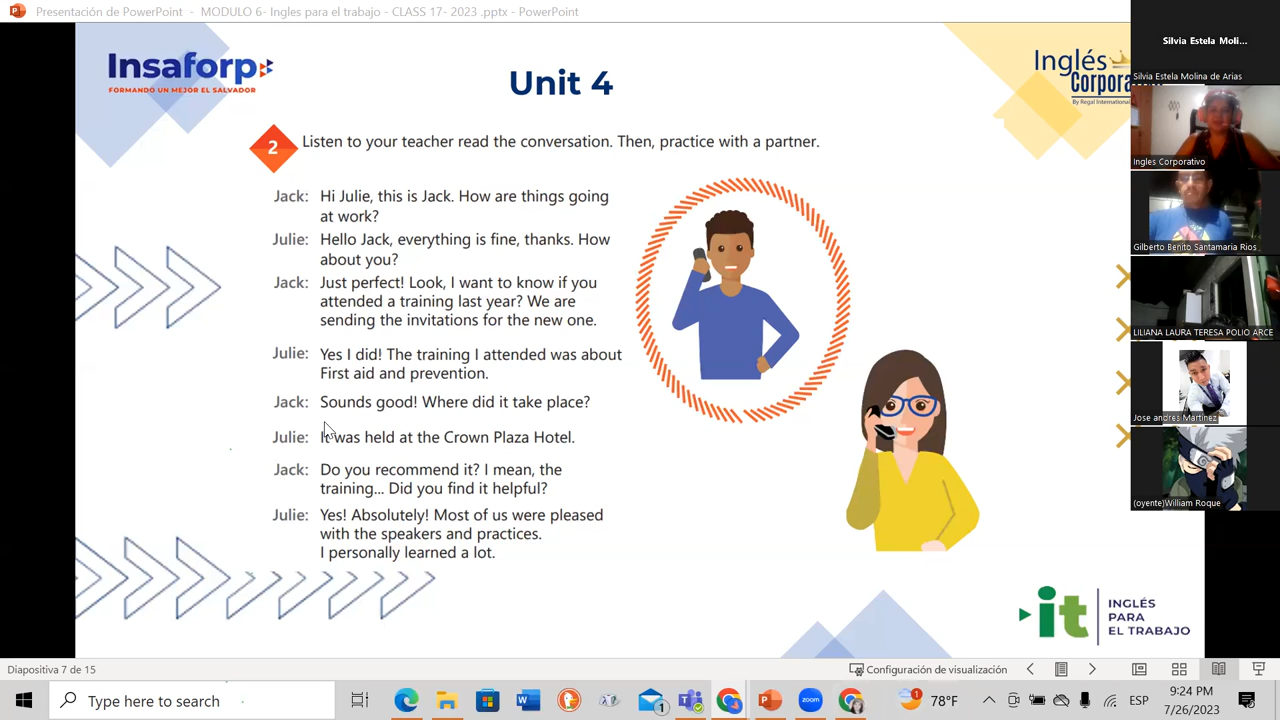 Presentación de PowerPoint - MODULO 6- Ingles para el trabajo - CLASS 17- 2023 .pptx - PowerPoint
Insaforp
FORMANDO UN MEJOR EL SALVADOR
Unit 4
Inglés
Corporativ
By Regal International
2 Listen to your teacher read the conversation. Then, practice with a partner.
Jack: Hi Julie, this is Jack. How are things going
at work?
Julie: Hello Jack, everything is fine, thanks. How
about you?
Jack: Just perfect! Look, I want to know if you
attended a training last year? We are
sending the invitations for the new one.
Julie: Yes I did! The training I attended was about
First aid and prevention.
Jack: Sounds good! Where did it take place?
Julie: It was held at the Crown Plaza Hotel.
Jack: Do you recommend it? I mean, the
training... Did you find it helpful?
Julie: Yes! Absolutely! Most of us were pleased
with the speakers and practices.
I personally learned a lot.
it
INGLÉS
PARA
EL TRABAJO
Silvia Estela Moli...
Silvia Estela Molina de Arias
Ingles Corporativo
Gilberto Benito Santamaria Rios
LILIANA LAURA TERESA POLIO ARCE
Jose andres Martinez
(oyente)William Roque
Diapositiva 7 de 15
Configuración de visualización
Type here to search
1
1
78°F
ESP
9:24 PM
7/26/2023